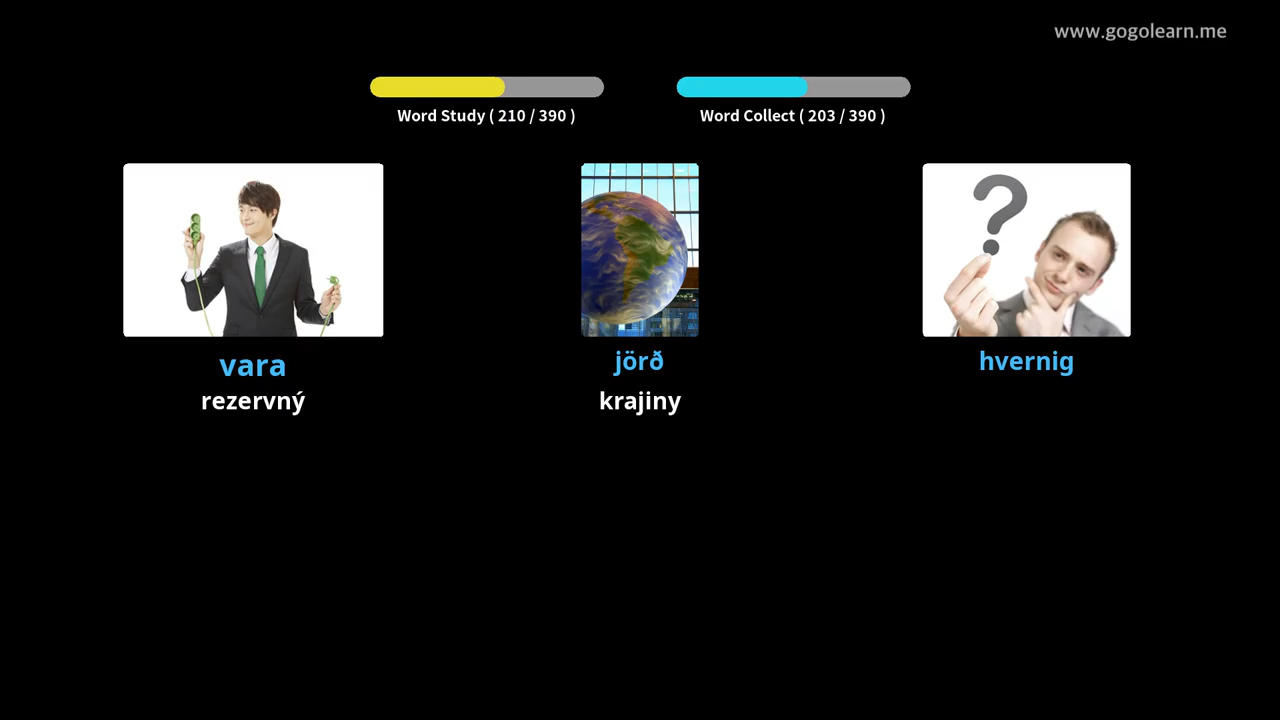 www.gogolearn.me
Word Study ( 210 / 390 )
Word Collect ( 203 / 390 )
vara
jörð
hvernig
rezervný
krajiny